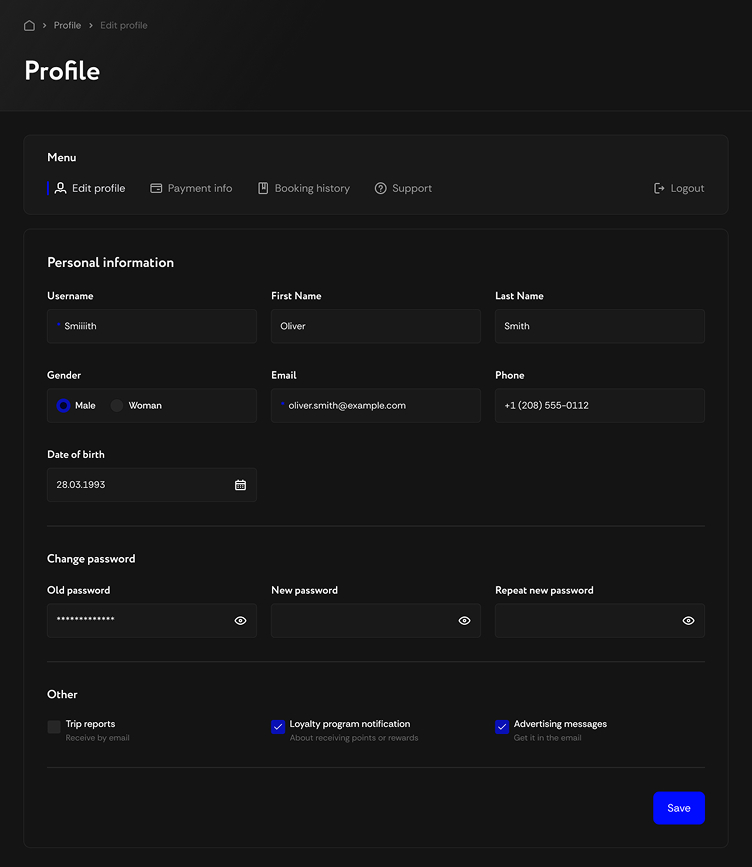 Profile > Edit profile
Profile
Menu
Edit profile Payment info Booking history Support Logout
Personal information
Username First Name Last Name
* Smiiiith Oliver Smith
Gender Email Phone
Male Woman * oliver.smith@example.com +1 (208) 555-0112
Date of birth
28.03.1993
Change password
Old password New password Repeat new password
*************
Other
Trip reports Loyalty program notification Advertising messages
Receive by email About receiving points or rewards Get it in the email
Save